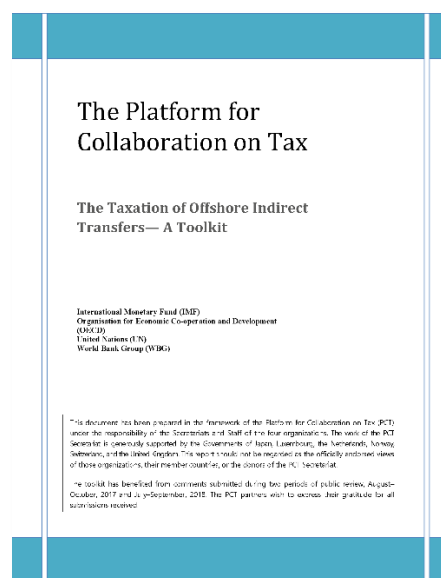 The Platform for
Collaboration on Tax
The Taxation of Offshore Indirect
Transfers— A Toolkit
International Monetary Fund (IMF)
Organisation for Economic Co-operation and Development
(OECD)
United Nations (UN)
World Bank Group (WBG)
This document has been prepared in the framework of the Platform for Collaboration on Tax (PCT)
under the responsibility of the Secretariats and Staff of the four organizations. The work of the PCT
Secretariat is generously supported by the Governments of Japan, Luxembourg, the Netherlands, Norway,
Switzerland, and the United Kingdom. This report should not be regarded as the officially endorsed views
of those organizations, their member countries, or the donors of the PCT Secretariat.
The toolkit has benefited from comments submitted during two periods of public review, August–
October, 2017 and July–September, 2018. The PCT partners wish to express their gratitude for all
submissions received